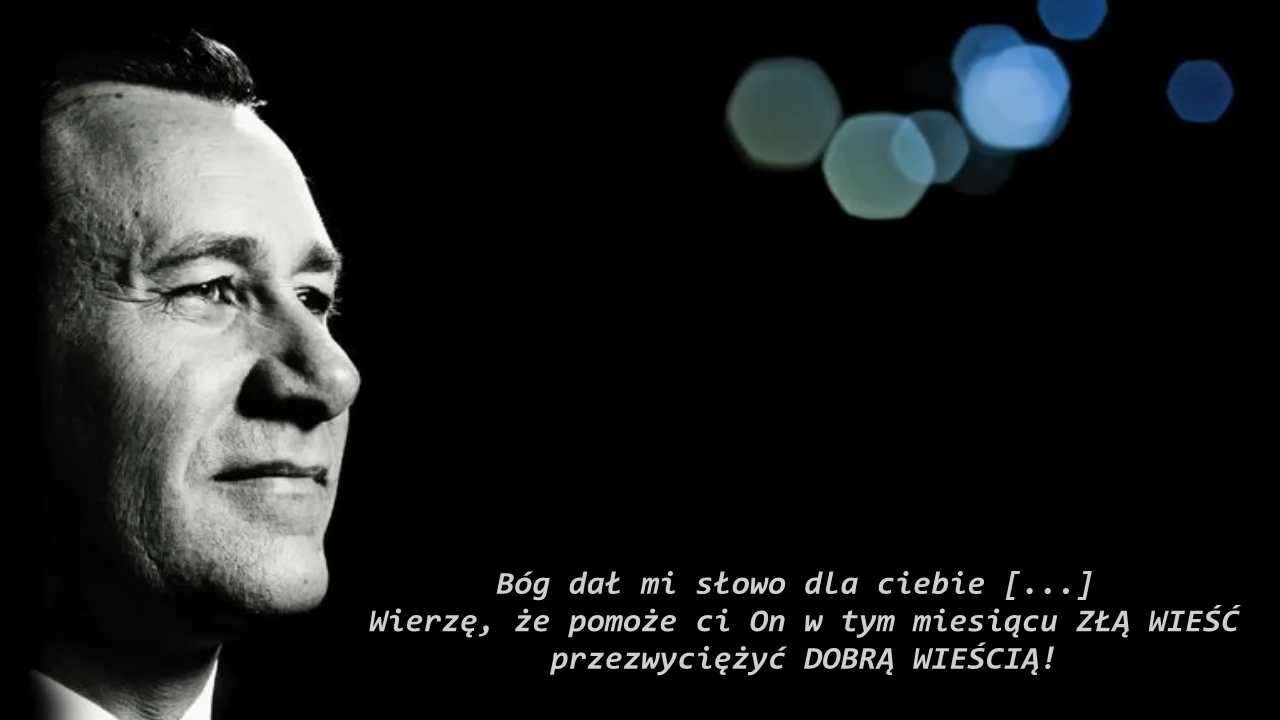 Bóg dał mi słowo dla ciebie [...]
Wierzę, że pomoże ci On w tym miesiącu ZŁĄ WIEŚĆ
przezwyciężyć DOBRĄ WIEŚCIĄ!